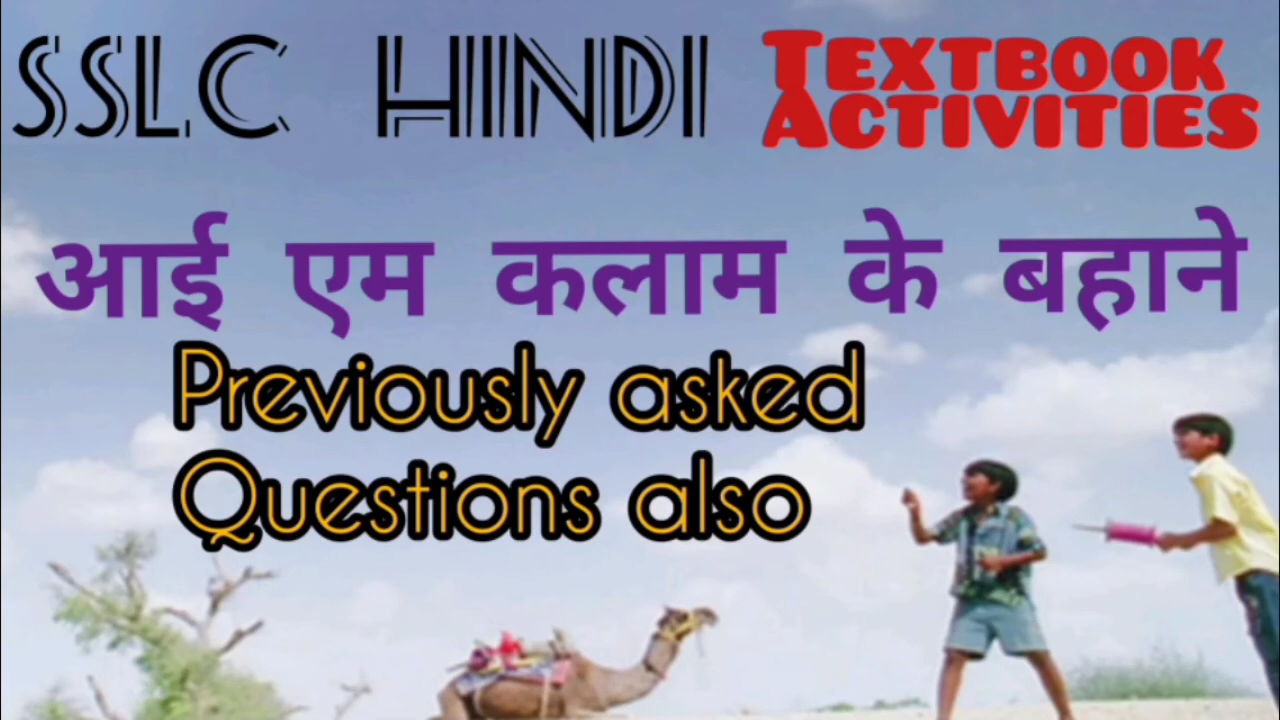 SSLC HINDI TEXTBOOK ACTIVITIES
आई एम कलाम के बहाने
Previously asked
Questions also